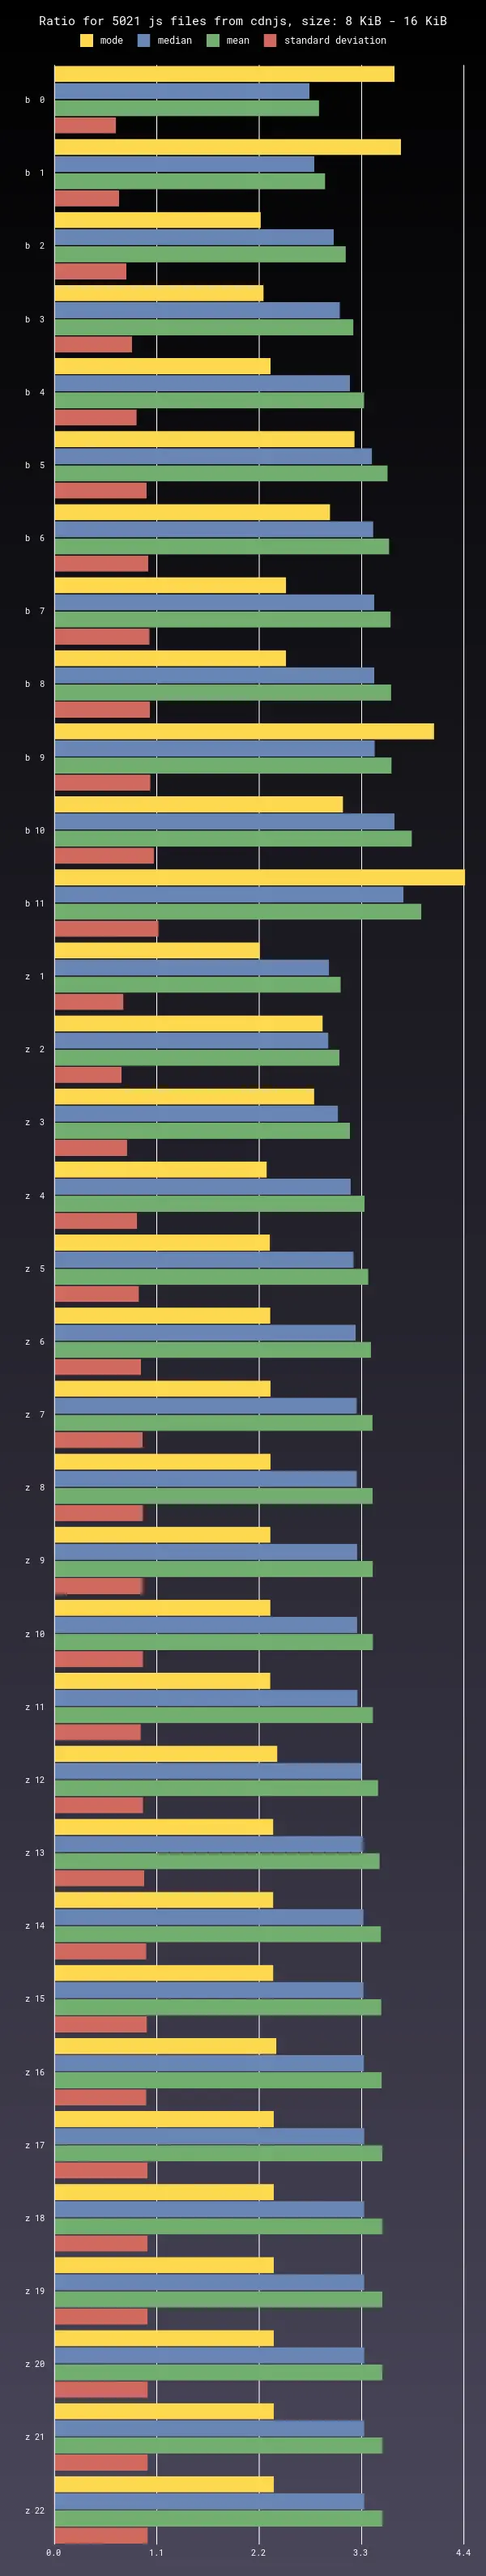 Ratio for 5021 js files from cdnjs, size: 8 KiB - 16 KiB
mode median mean standard deviation
b 0
b 1
b 2
b 3
b 4
b 5
b 6
b 7
b 8
b 9
b 10
b 11
z 1
z 2
z 3
z 4
z 5
z 6
z 7
z 8
z 9
z 10
z 11
z 12
z 13
z 14
z 15
z 16
z 17
z 18
z 19
z 20
z 21
z 22
0.0 1.1 2.2 3.3 4.4